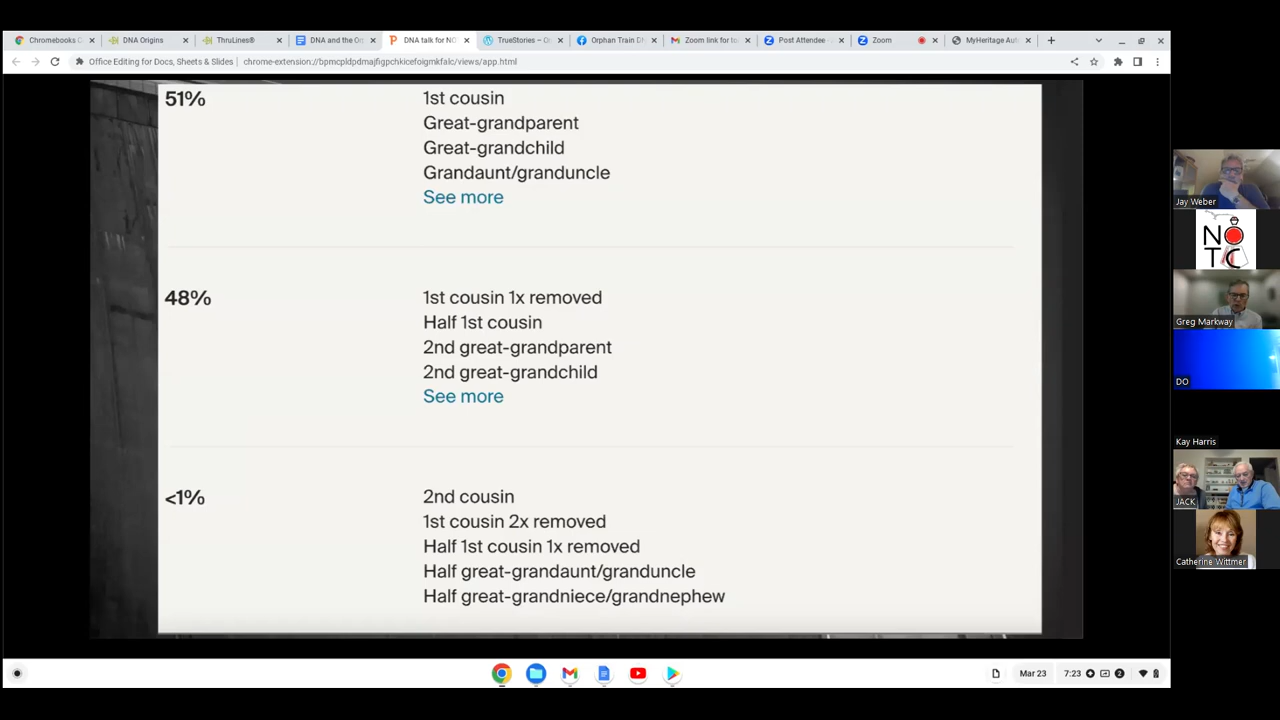 Chromebooks C
DNA Origins
ThruLines®
DNA and the Or
DNA talk for NO
TrueStories – O
Orphan Train D
Zoom link for to
Post Attendee -
Zoom
MyHeritage Aut
Office Editing for Docs, Sheets & Slides
chrome-extension://bpmcpldpdmajfigpchkicefoigmkfalc/views/app.html
51%
1st cousin
Great-grandparent
Great-grandchild
Grandaunt/granduncle
See more
48%
1st cousin 1x removed
Half 1st cousin
2nd great-grandparent
2nd great-grandchild
See more
<1%
2nd cousin
1st cousin 2x removed
Half 1st cousin 1x removed
Half great-grandaunt/granduncle
Half great-grandniece/grandnephew
Jay Weber
NO
TC
Greg Markway
DO
Kay Harris
JACK
Catherine Wittmer
Mar 23
7:23
2